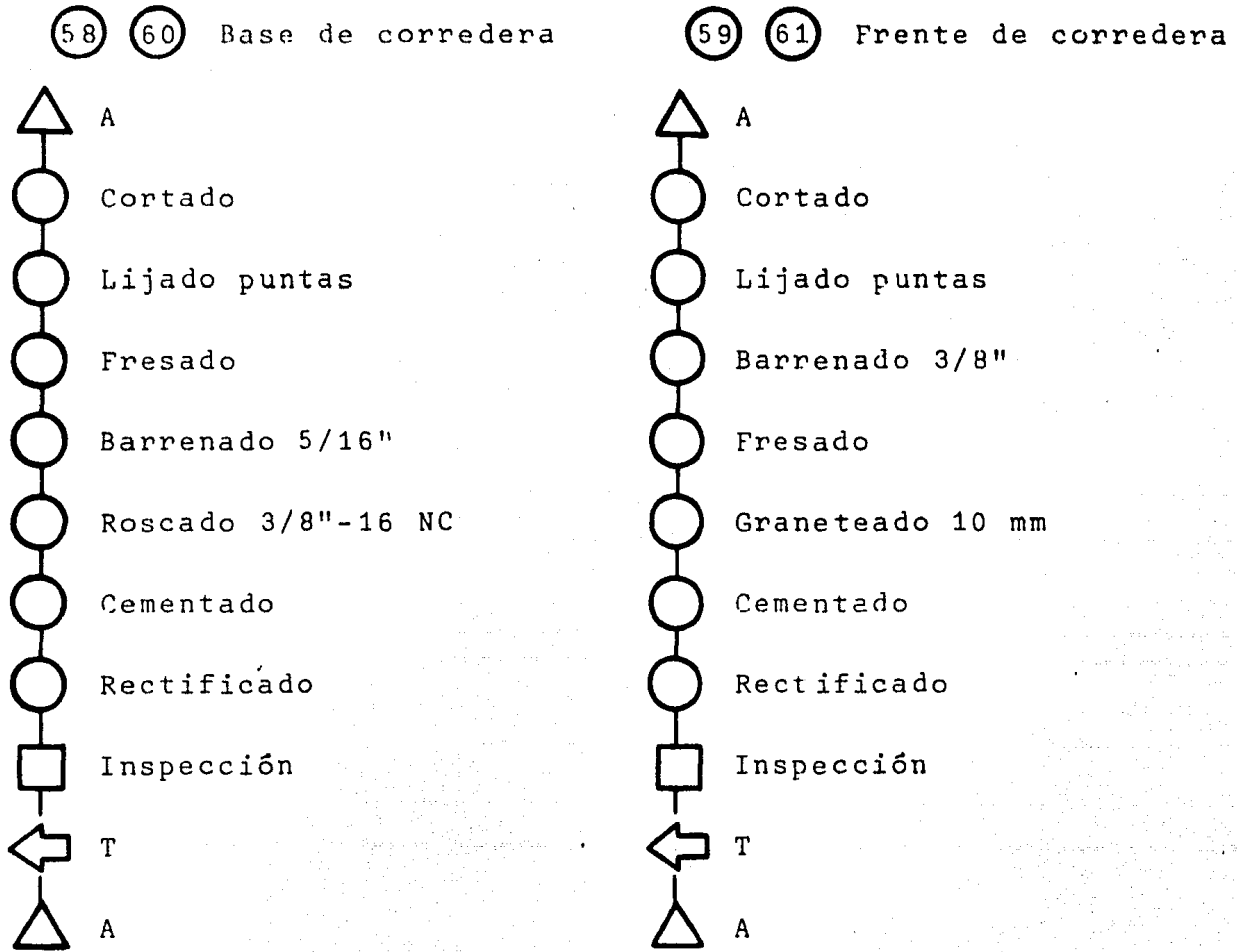 58 60 Base de corredera
A
Cortado
Lijado puntas
Fresado
Barrenado 5/16"
Roscado 3/8"-16 NC
Cementado
Rectificado
Inspección
T
A
59 61 Frente de corredera
A
Cortado
Lijado puntas
Barrenado 3/8"
Fresado
Graneteado 10 mm
Cementado
Rectificado
Inspección
T
A